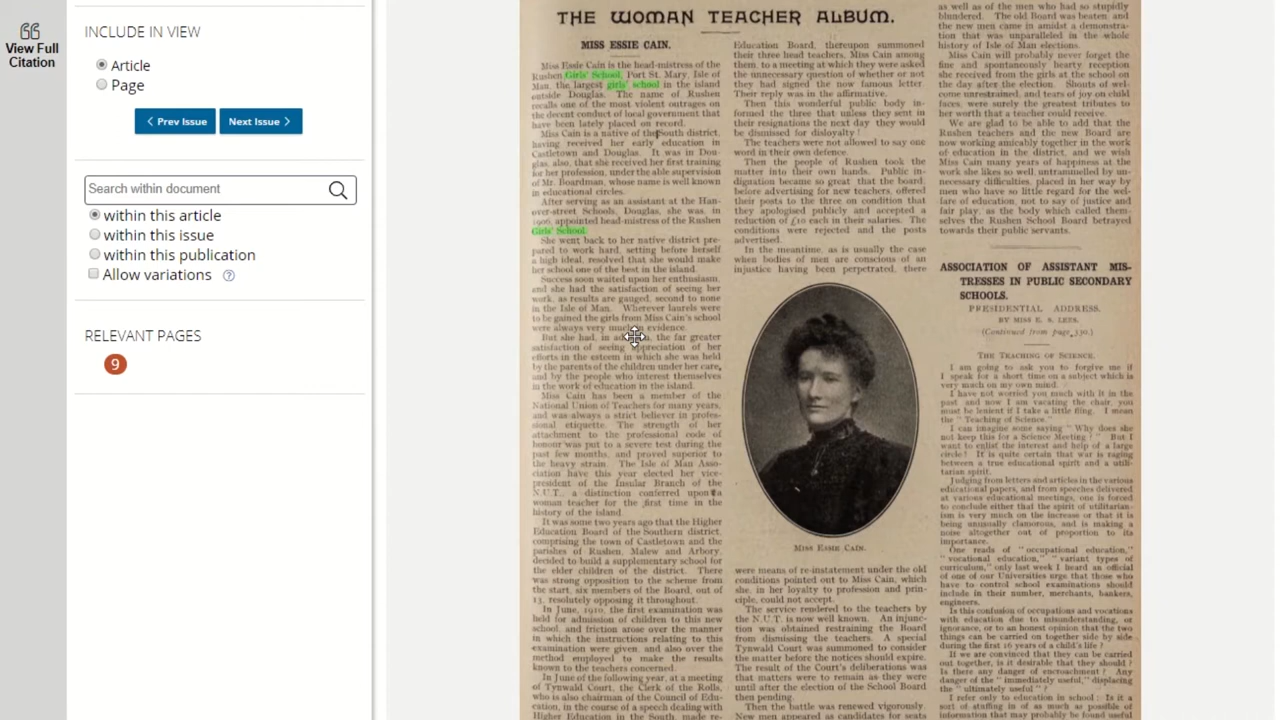 View Full
Citation
INCLUDE IN VIEW
Article
Page
Prev Issue
Next Issue
Search within document
within this article
within this issue
within this publication
Allow variations
?
RELEVANT PAGES
9
THE WOMAN TEACHER ALBUM.
MISS ESSIE CAIN.
Miss Essie Cain is the head-mistress of the
Rushen Girls' School, Port St. Mary, Isle of
Man, the largest girls' school in the island
outside Douglas. The name of Rushen
recalls one of the most violent outrages on
the decent conduct of local government that
have been lately placed on record.
Miss Cain is a native of the South district,
having received her early education in
Castletown and Douglas. It was in Dou-
glas, also, that she received her first training
for her profession, under the able supervision
of Mr. Boardman, whose name is well known
in educational circles.
After serving as an assistant at the Han-
over-street Schools, Douglas, she was, in
1906, appointed head-mistress of the Rushen
Girls' School.
She went back to her native district pre-
pared to work hard, setting before herself
a high ideal, resolved that she would make
her school one of the best in the island.
Success soon waited upon her enthusiasm,
and she had the satisfaction of seeing her
work, as results are gauged, second to none
in the Isle of Man. Wherever laurels were
to be gained the girls from Miss Cain's school
were always very much in evidence.
But she had, in addition, the far greater
satisfaction of seeing appreciation of her
efforts in the esteem in which she was held
by the parents of the children under her care,
and by the people who interest themselves
in the work of education in the island.
Miss Cain has been a member of the
National Union of Teachers for many years,
and was always a strict believer in profes-
sional etiquette. The strength of her
attachment to the professional code of
honour was put to a severe test during the
past few months, and proved superior to
the heavy strain. The Isle of Man Asso-
ciation have this year elected her vice-
president of the Insular Branch of the
N.U.T., a distinction conferred upon a
woman teacher for the first time in the
history of the island.
It was some two years ago that the Higher
Education Board of the Southern district,
comprising the town of Castletown and the
parishes of Rushen, Malew and Arbory,
decided to build a supplementary school for
the elder children of the district. There
was strong opposition to the scheme from
the start, six members of the Board, out of
13, resolutely opposing it throughout.
In June, 1910, the first examination was
held for admission of children to this new
school, and friction arose over the manner
in which the instructions relating to this
examination were given, and also over the
method employed to make the results
known to the teachers concerned.
In June of the following year, at a meeting
of Tynwald Court, the Clerk of the Rolls,
who is also chairman of the Council of Edu-
cation, in the course of a speech dealing with
Higher Education in the South, made re-
Education Board, thereupon summoned
their three head teachers, Miss Cain among
them, to a meeting at which they were asked
the unnecessary question of whether or not
they had signed the now famous letter.
Their reply was in the affirmative.
Then this wonderful public body in-
formed the three that unless they sent in
their resignations the next day they would
be dismissed for disloyalty!
The teachers were not allowed to say one
word in their own defence.
Then the people of Rushen took the
matter into their own hands. Public in-
dignation became so great that the board,
before advertising for new teachers, offered
their posts to the three on condition that
they apologised publicly and accepted a
reduction of £10 each in their salaries. The
conditions were rejected and the posts
advertised.
In the meantime, as is usually the case
when bodies of men are conscious of an
injustice having been perpetrated, there
MISS ESSIE CAIN.
were means of re-instatement under the old
conditions pointed out to Miss Cain, which
she, in her loyalty to profession and prin-
ciple, could not accept.
The service rendered to the teachers by
the N.U.T. is now well known. An injunc-
tion was obtained restraining the Board
from dismissing the teachers. A special
Tynwald Court was summoned to consider
the matter before the notices should expire.
The result of the Court's deliberations was
that matters were to remain as they were
until after the election of the School Board
then pending.
Then the battle was renewed vigorously.
New men appeared as candidates for seats
as well as of the men who had so stupidly
blundered. The old Board was beaten, and
the new men came in amidst a demonstra-
tion that was unparalleled in the whole
history of Isle of Man elections.
Miss Cain will probably never forget the
fine and spontaneously hearty reception
she received from the girls at the school on
the day after the election. Shouts of wel-
come unrestrained, and tears of joy on child
faces, were surely the greatest tributes to
her worth that a teacher could receive.
We are glad to be able to add that the
Rushen teachers and the new Board are
now working amicably together in the work
of education in the district, and we wish
Miss Cain many years of happiness at the
work she likes so well, untrammelled by un-
necessary difficulties, placed in her way by
men who have so little regard for the wel-
fare of education, not to say of justice and
fair play, as the body which called them-
selves the Rushen School Board betrayed
towards their public servants.
ASSOCIATION OF ASSISTANT MIS-
TRESSES IN PUBLIC SECONDARY
SCHOOLS.
PRESIDENTIAL ADDRESS.
BY MISS E. S. LEES.
(Continued from page 330.)
THE TEACHING OF SCIENCE.
I am going to ask you to forgive me if
I speak for a short time on a subject which is
very much on my own mind.
I have not worried you much with it in the
past and now I am vacating the chair, you
must be lenient if I take a little fling. I mean
the "Teaching of Science."
I can imagine some saying "Why does she
not keep this for a Science Meeting?" But I
want to enlist the interest and help of a large
circle! It is quite certain that war is raging
between a true educational spirit and a utili-
tarian spirit.
Judging from letters and articles in the various
educational papers, and from speeches delivered
at various educational meetings, one is forced
to conclude either that the spirit of utilitarian-
ism is very much on the increase or that it is
being unusually clamorous, and is making a
noise altogether out of proportion to its
importance.
One reads of "occupational education,"
"vocational education," "variant types of
curriculum," only last week I heard an official
of one of our Universities urge that those who
have to control school examinations should
include in their number, merchants, bankers,
engineers.
Is this confusion of occupations and vocations
with education due to misunderstanding, or
ignorance, or to an honest opinion that the two
things can be carried on together side by side
during the first 16 years of a child's life?
If we are convinced that they can be carried
out together, is it desirable that they should?
Is there any danger of encroachment? Any
danger of the "immediately useful," displacing
the "ultimately useful"?
I refer only to education in school: Is it a
sort of staffing in of as much as possible of
information that may probably be found useful